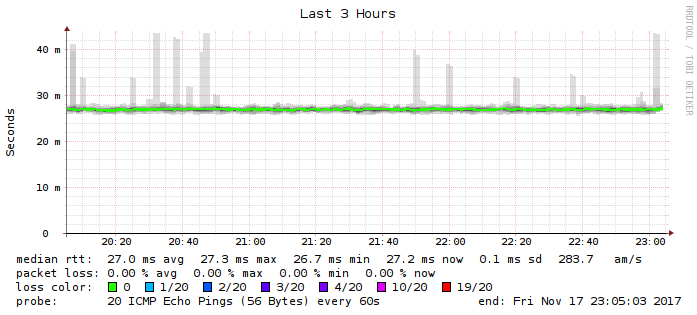 Last 3 Hours
RRDTOOL / TOBI OETIKER
Seconds
40 m
30 m
20 m
10 m
0
20:20 20:40 21:00 21:20 21:40 22:00 22:20 22:40 23:00
median rtt: 27.0 ms avg 27.3 ms max 26.7 ms min 27.2 ms now 0.1 ms sd 283.7 am/s
packet loss: 0.00 % avg 0.00 % max 0.00 % min 0.00 % now
loss color: 0 1/20 2/20 3/20 4/20 10/20 19/20
probe: 20 ICMP Echo Pings (56 Bytes) every 60s end: Fri Nov 17 23:05:03 2017